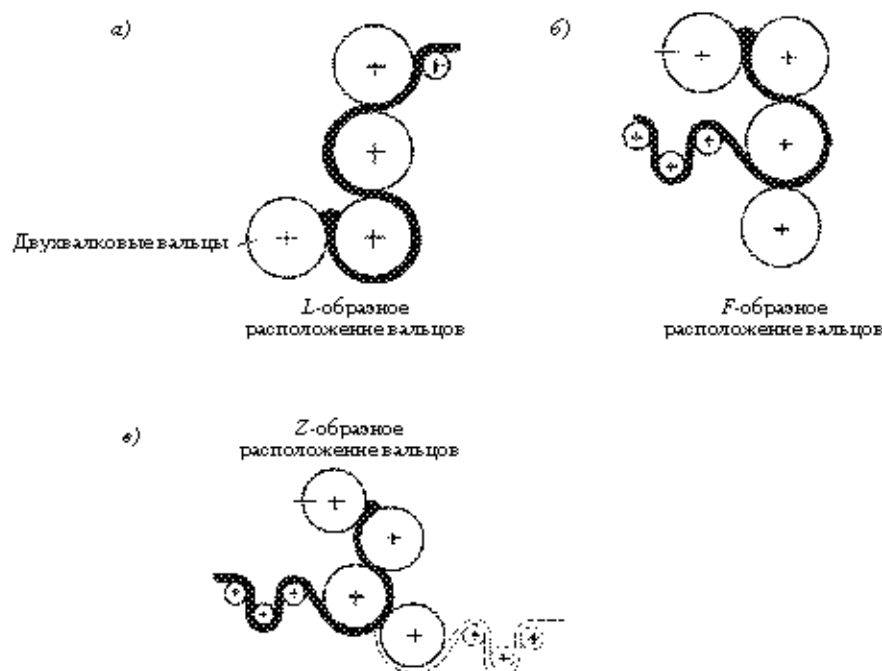 а)
б)
Двухвалковые вальцы
L-образное
расположение вальцов
F-образное
расположение вальцов
в)
Z-образное
расположение вальцов